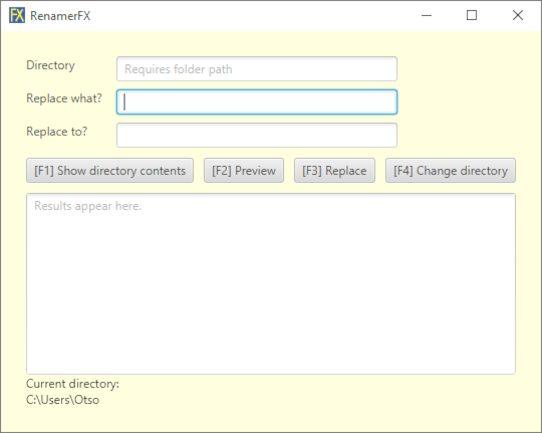 FX RenamerFX
Directory Requires folder path
Replace what?
Replace to?
[F1] Show directory contents [F2] Preview [F3] Replace [F4] Change directory
Results appear here.
Current directory:
C:\Users\Otso